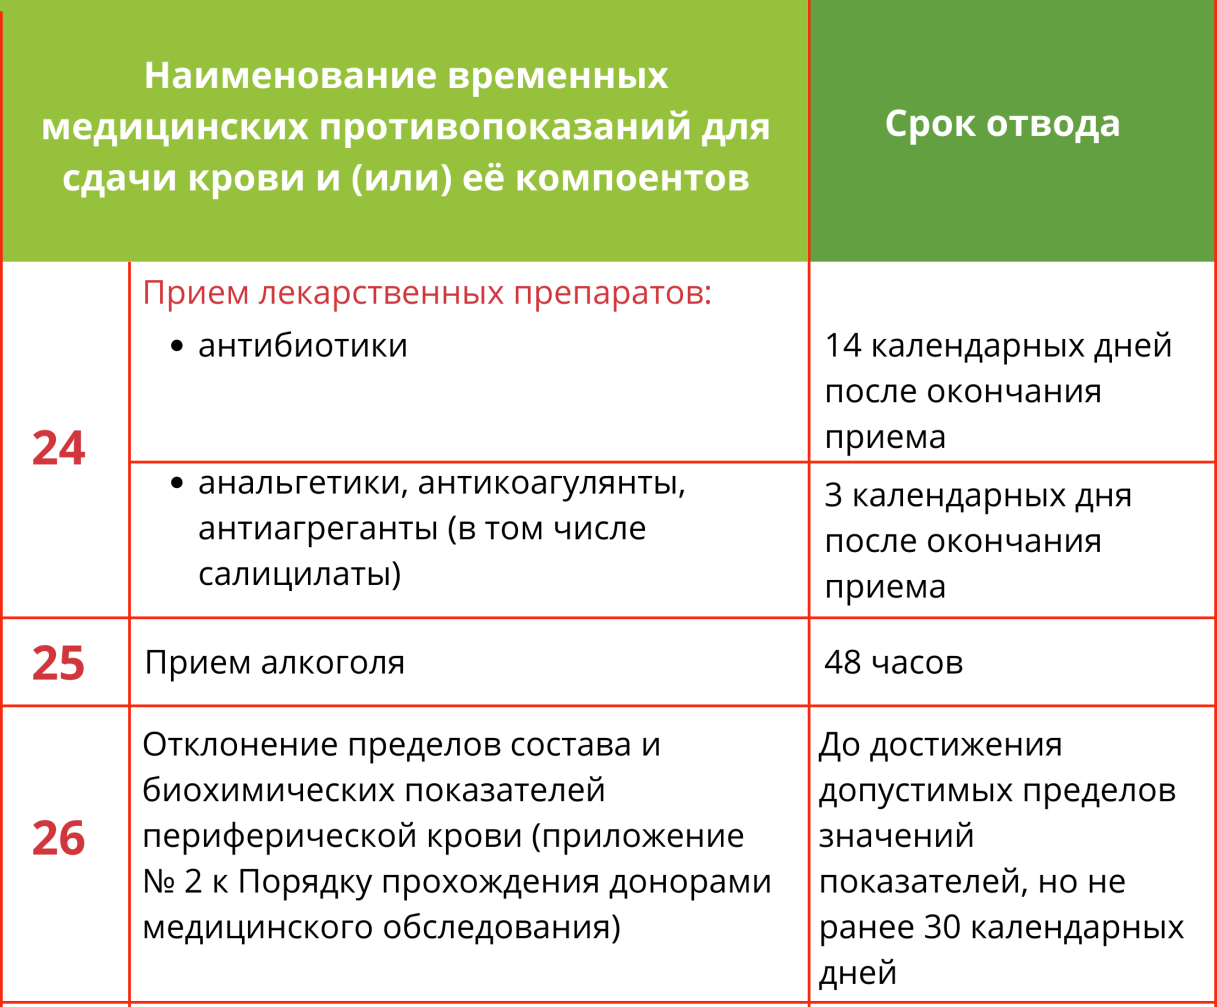 Наименование временных
медицинских противопоказаний для
сдачи крови и (или) её компоентов
Срок отвода
24
Прием лекарственных препаратов:
• антибиотики
14 календарных дней
после окончания
приема
• анальгетики, антикоагулянты,
антиагреганты (в том числе
салицилаты)
3 календарных дня
после окончания
приема
25
Прием алкоголя
48 часов
26
Отклонение пределов состава и
биохимических показателей
периферической крови (приложение
№ 2 к Порядку прохождения донорами
медицинского обследования)
До достижения
допустимых пределов
значений
показателей, но не
ранее 30 календарных
дней